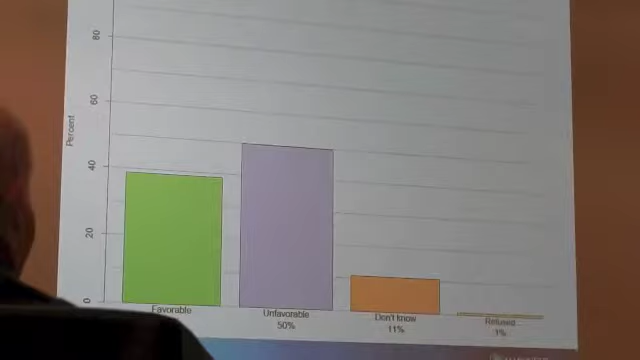 80
60
Percent
40
20
0
Favorable
Unfavorable
50%
Don't know
11%
Refused
1%